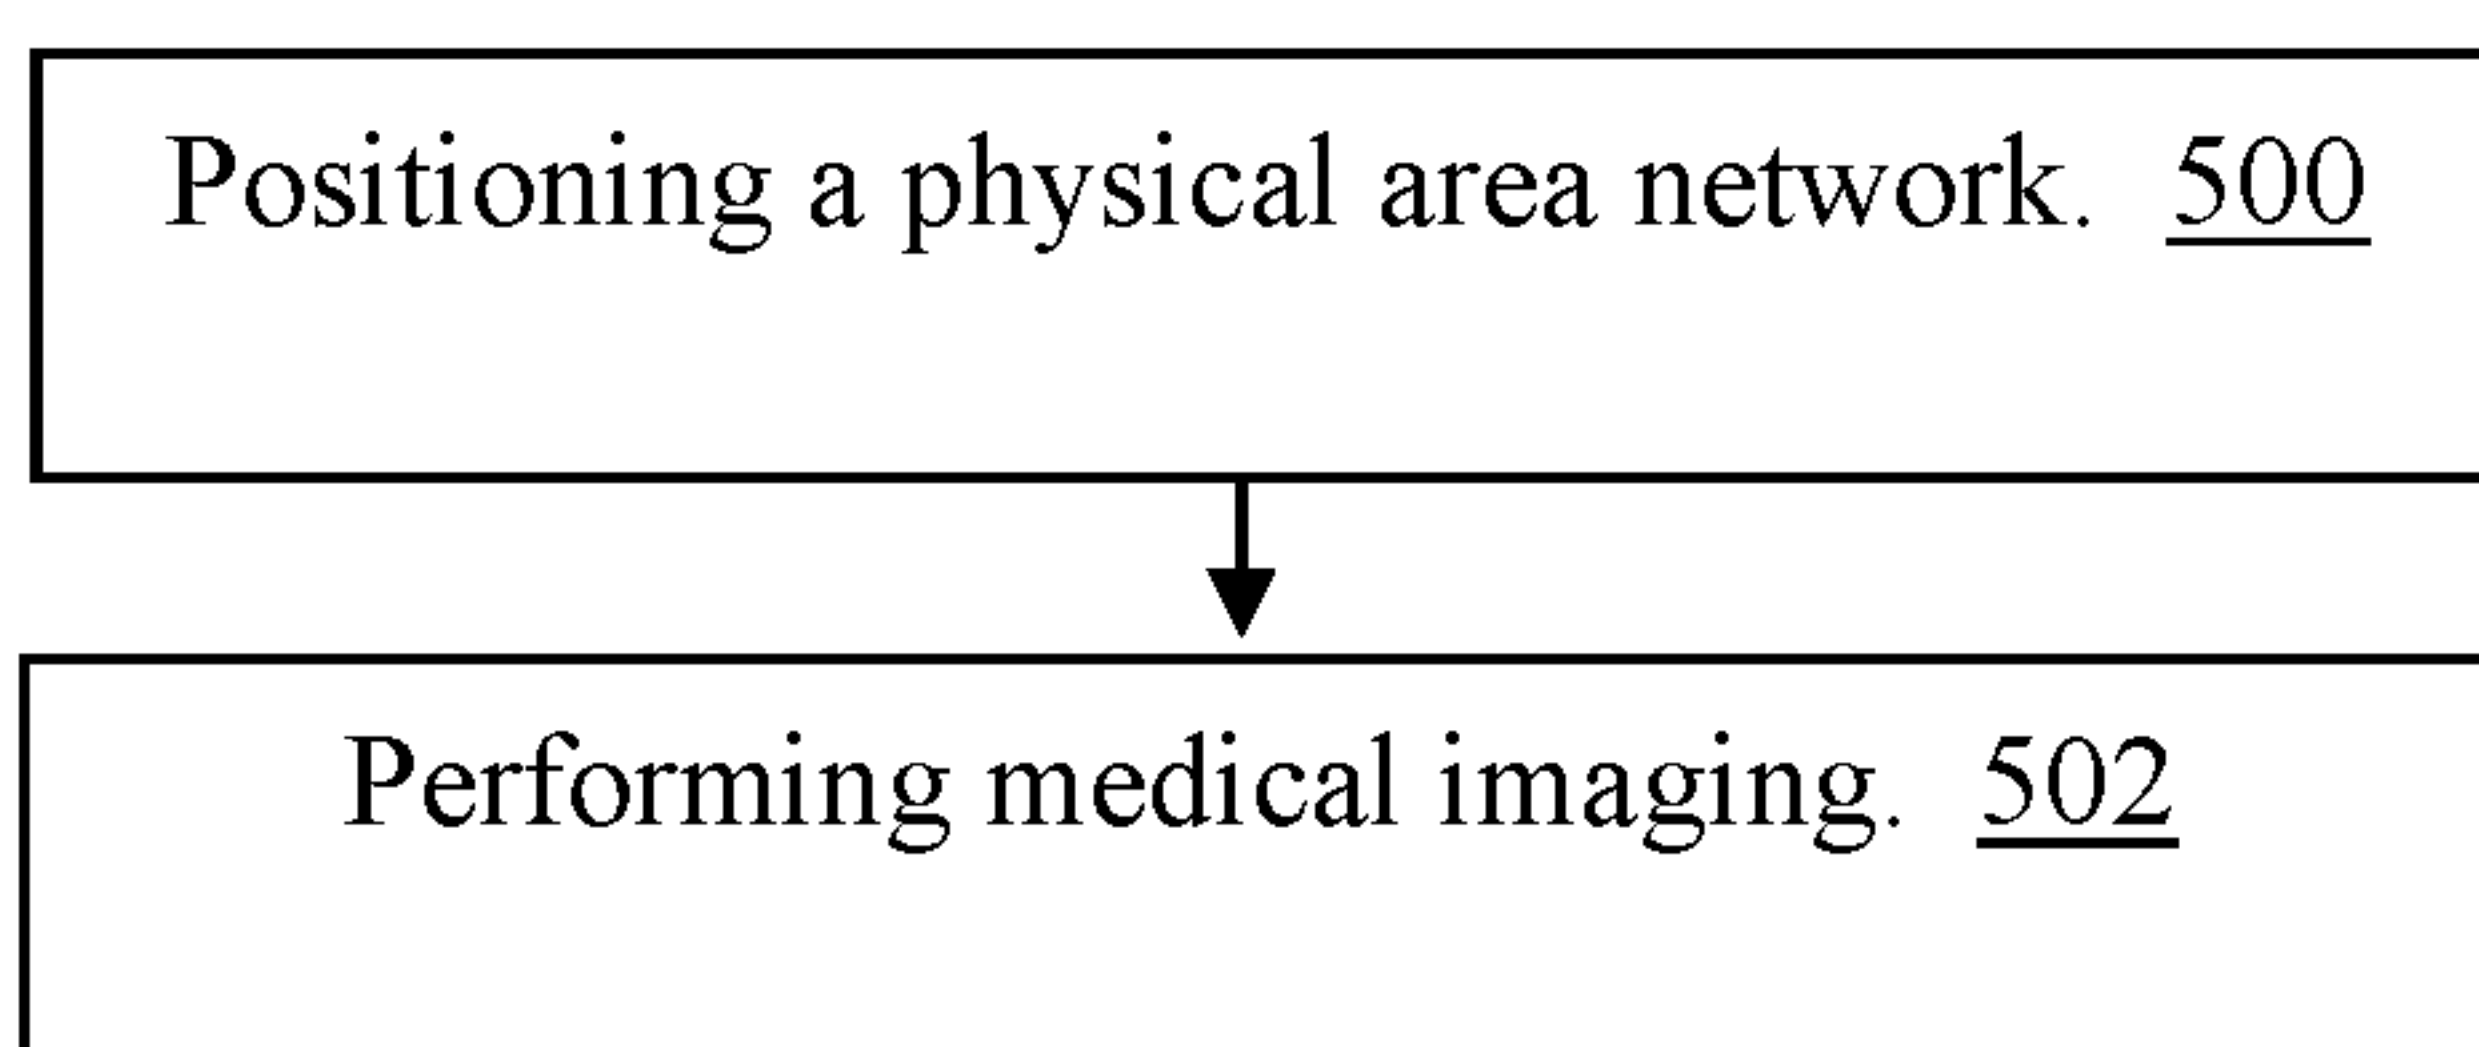 Positioning a physical area network. 500
Performing medical imaging. 502